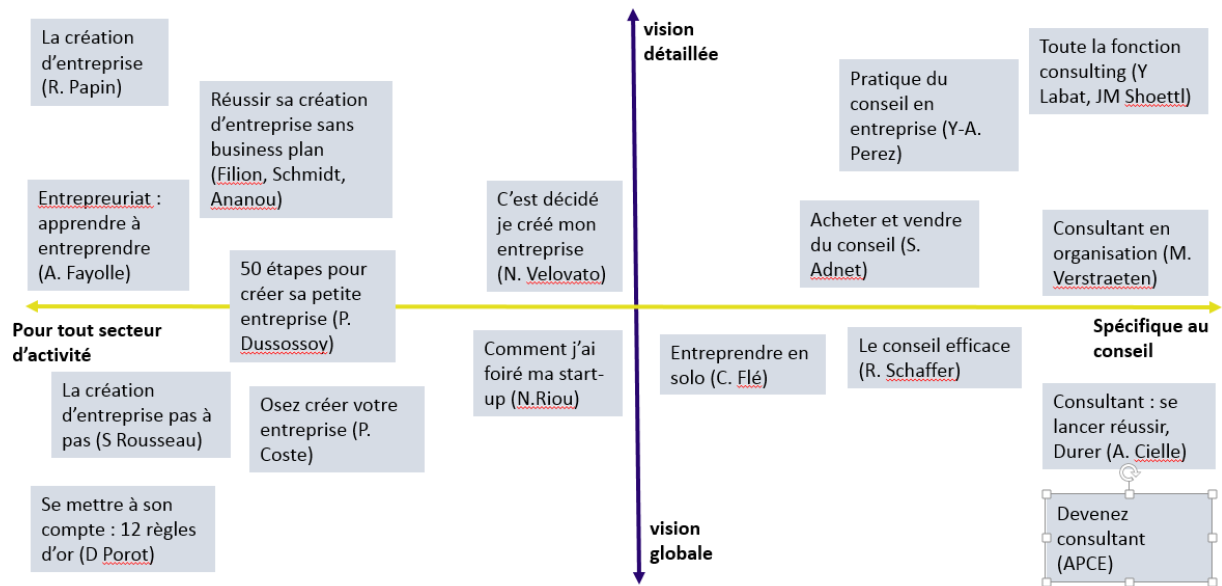 La création
d'entreprise
(R. Papin)
Réussir sa création
d'entreprise sans
business plan
(Filion, Schmidt,
Ananou)
Entrepreuriat :
apprendre à
entreprendre
(A. Fayolle)
50 étapes pour
créer sa petite
entreprise (P.
Dussossoy)
C'est décidé
je créé mon
entreprise
(N. Velovato)
vision
détaillée
Pratique du
conseil en
entreprise (Y-A.
Perez)
Toute la fonction
consulting (Y
Labat, JM Shoettl)
Acheter et vendre
du conseil (S.
Adnet)
Consultant en
organisation (M.
Verstraeten)
Pour tout secteur
d'activité
Spécifique au
conseil
La création
d'entreprise pas à
pas (S Rousseau)
Osez créer votre
entreprise (P.
Coste)
Comment j'ai
foiré ma start-
up (N.Riou)
Entreprendre en
solo (C. Flé)
Le conseil efficace
(R. Schaffer)
Consultant : se
lancer réussir,
Durer (A. Cielle)
Se mettre à son
compte : 12 règles
d'or (D Porot)
vision
globale
Devenez
consultant
(APCE)